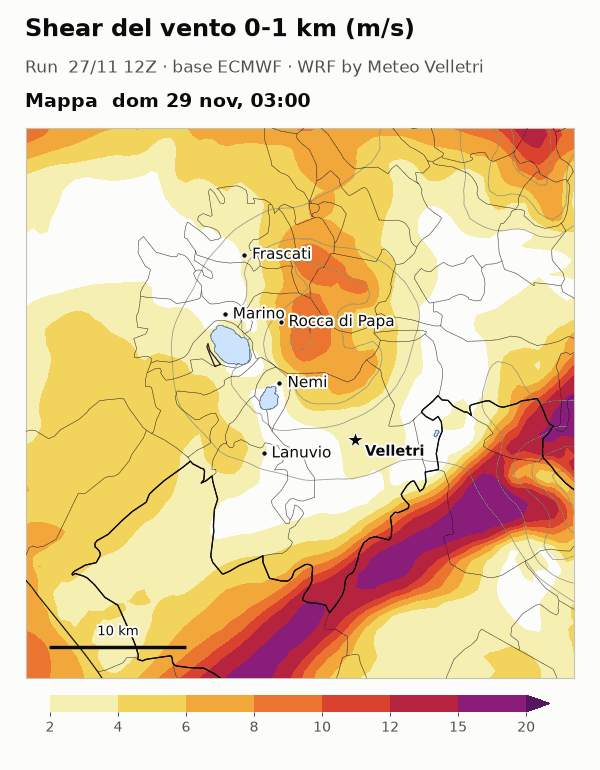 Shear del vento 0-1 km (m/s)
Run 27/11 12Z · base ECMWF · WRF by Meteo Velletri
Mappa dom 29 nov, 03:00
Frascati
Marino
Rocca di Papa
Nemi
Velletri
Lanuvio
10 km
2 4 6 8 10 12 15 20